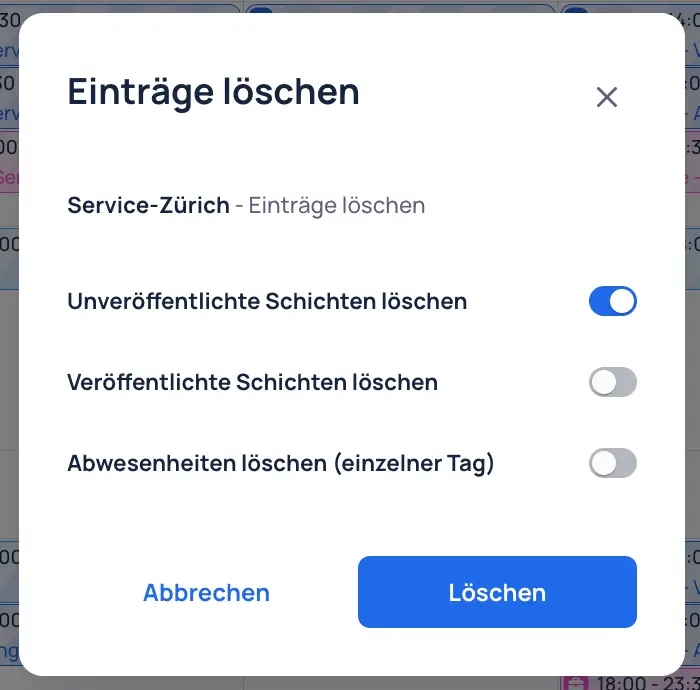 Einträge löschen
Service-Zürich - Einträge löschen
Unveröffentlichte Schichten löschen
Veröffentlichte Schichten löschen
Abwesenheiten löschen (einzelner Tag)
Abbrechen
Löschen